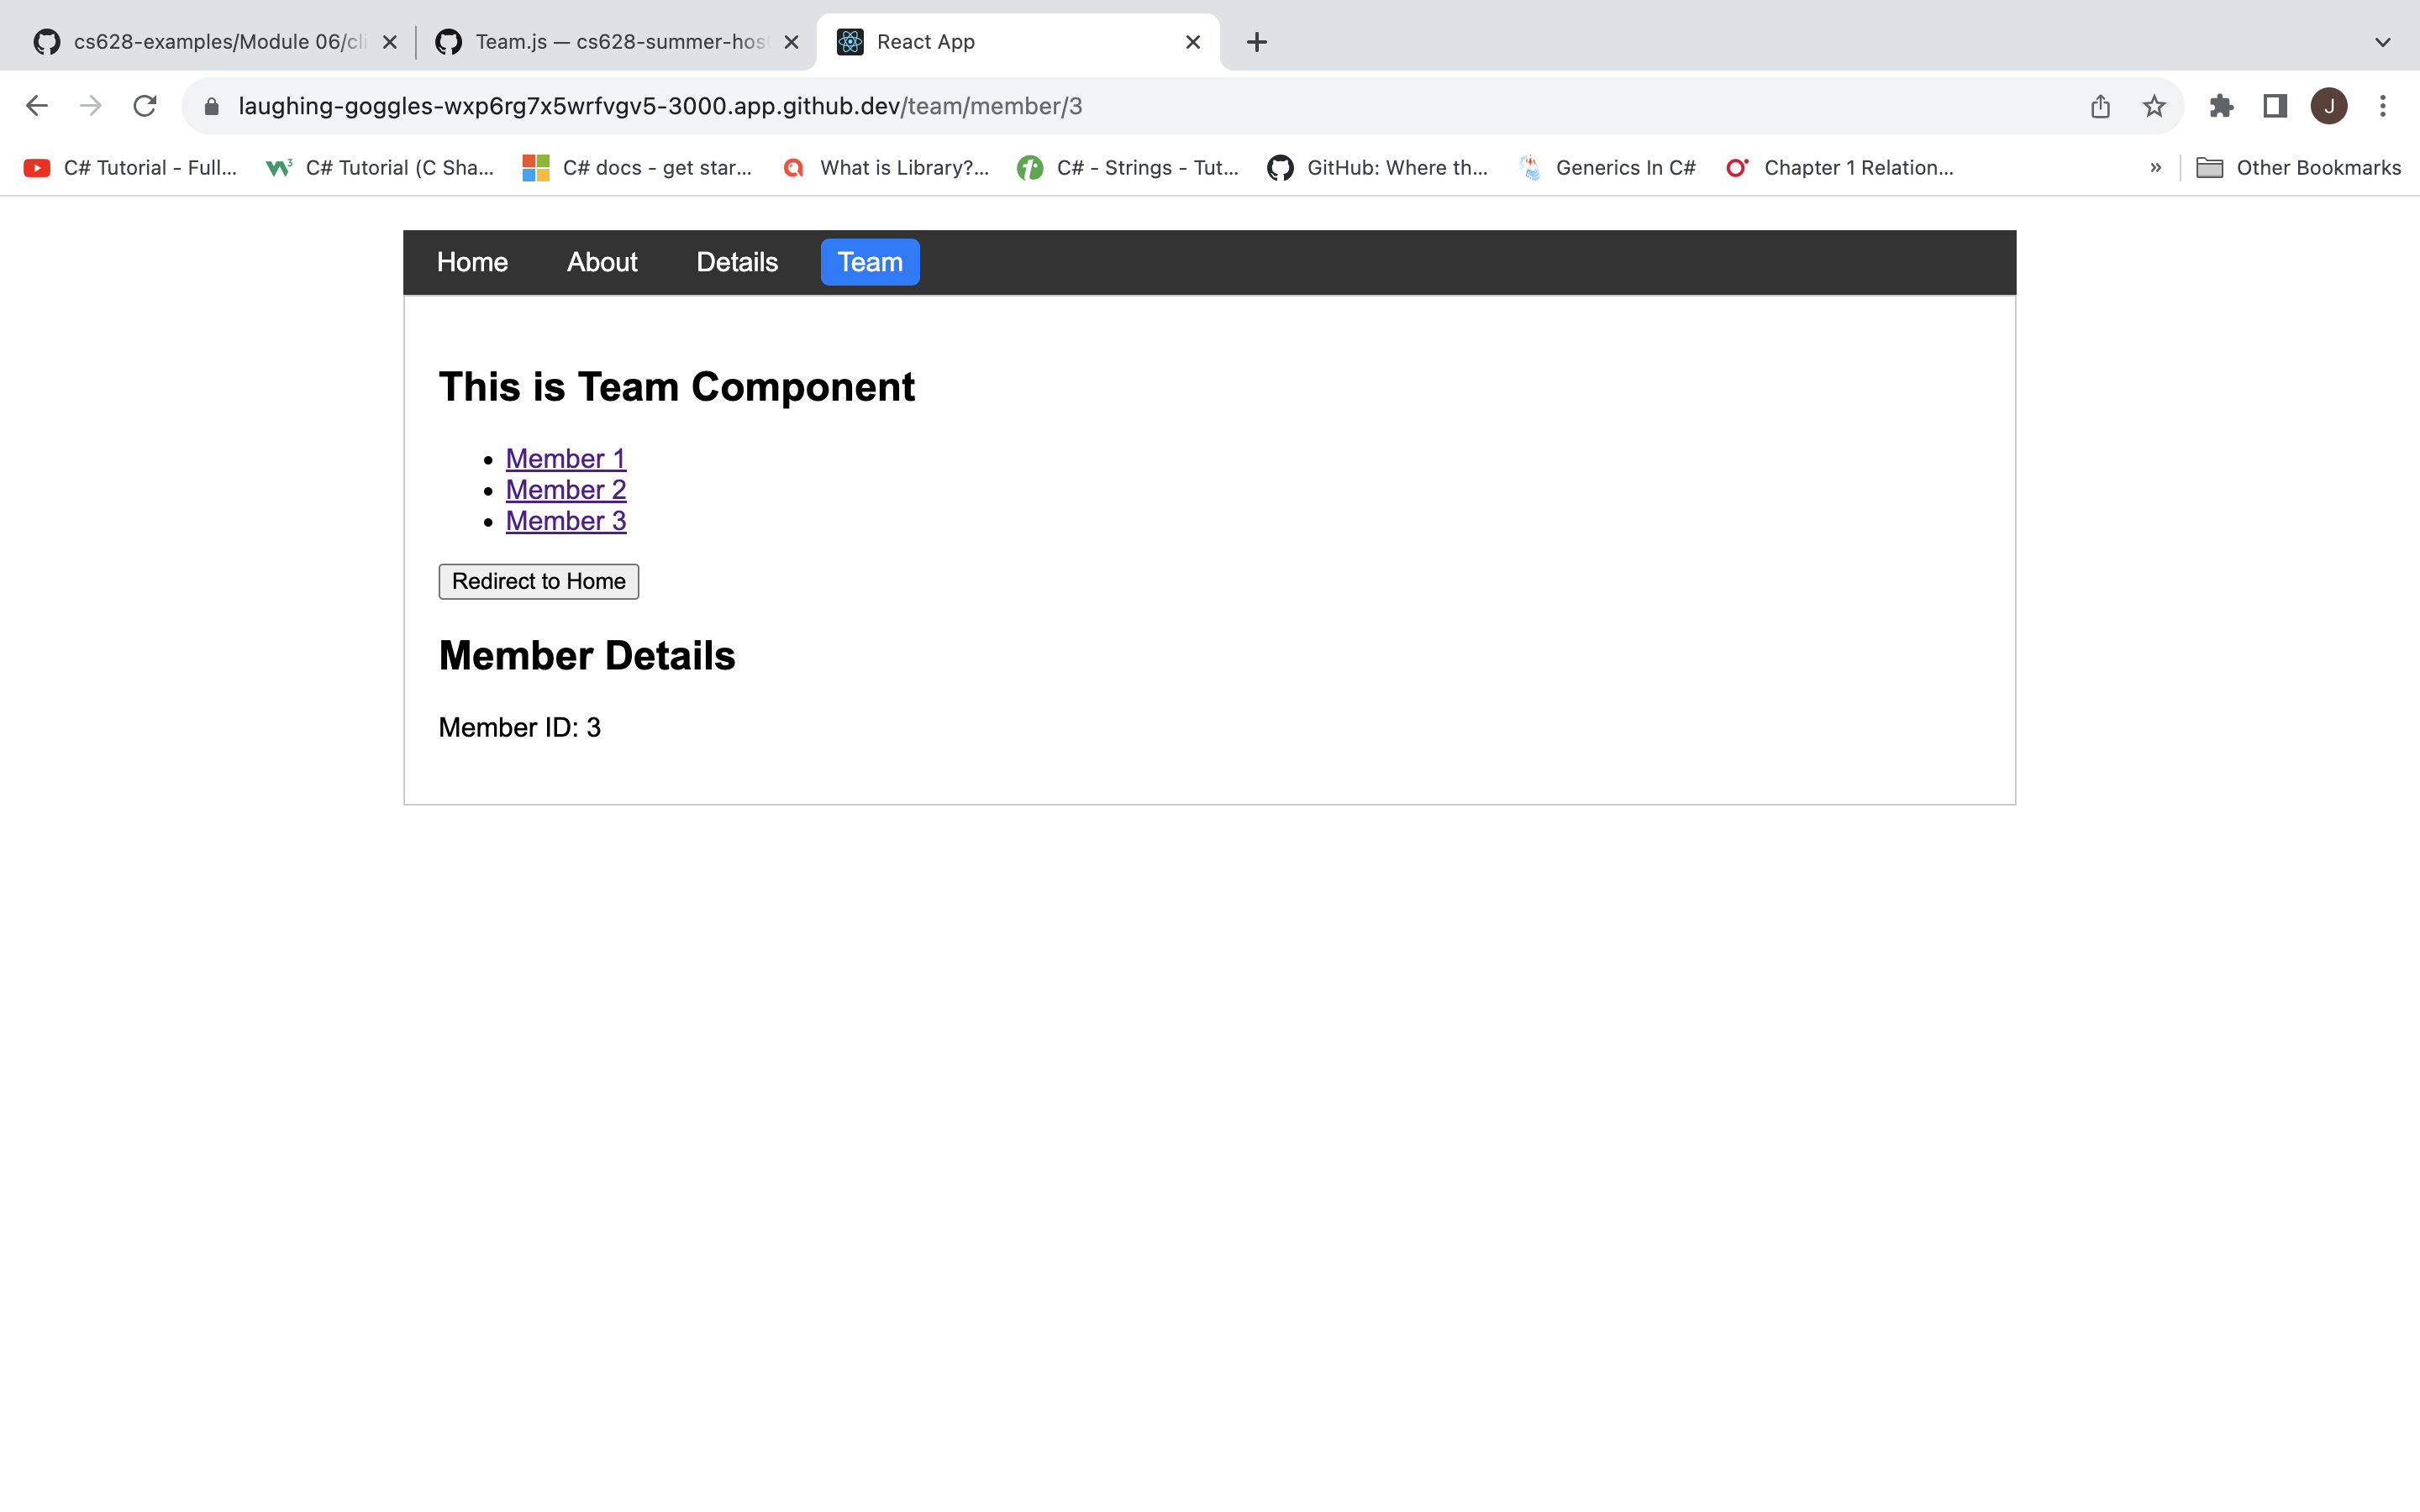 cs628-examples/Module 06/cli
Team.js — cs628-summer-hos
React App
laughing-goggles-wxp6rg7x5wrfvgv5-3000.app.github.dev/team/member/3
J
C# Tutorial - Full...
C# Tutorial (C Sha...
C# docs - get star...
What is Library?...
C# - Strings - Tut...
GitHub: Where th...
Generics In C#
Chapter 1 Relation...
»
Other Bookmarks
Home About Details Team
This is Team Component
• Member 1
• Member 2
• Member 3
Redirect to Home
Member Details
Member ID: 3